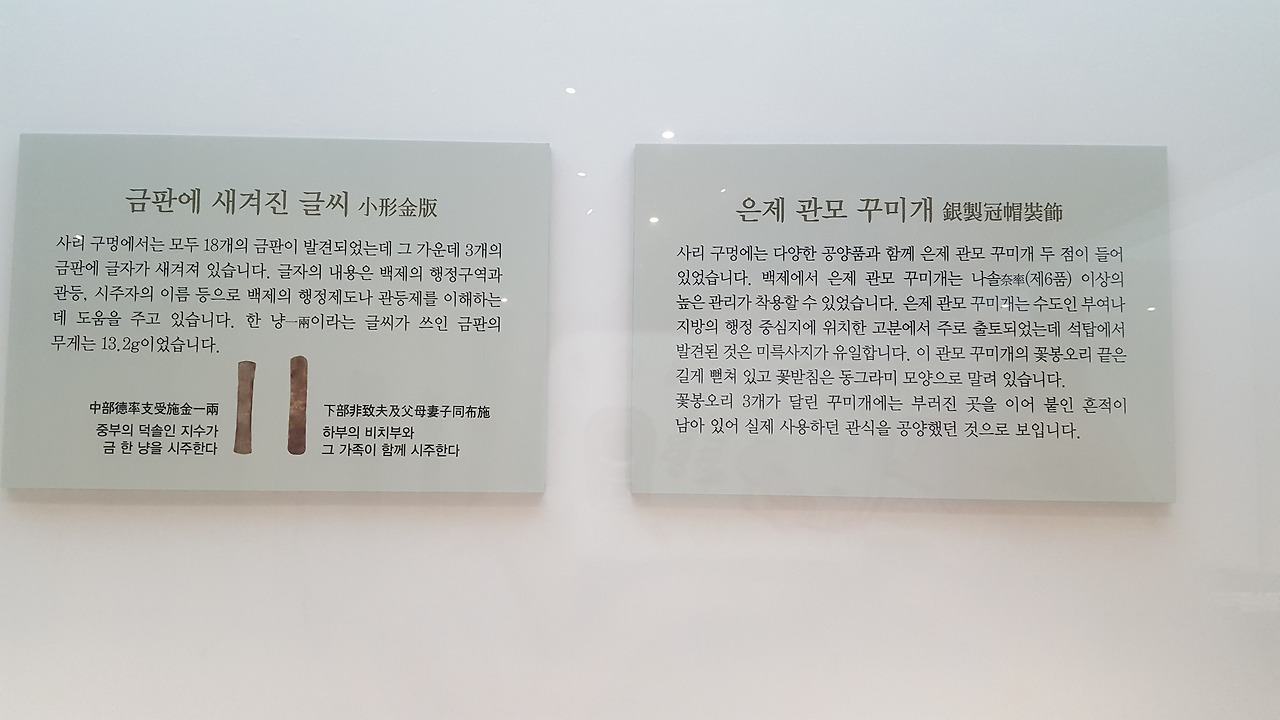 금판에 새겨진 글씨 小形金版
사리 구멍에서는 모두 18개의 금판이 발견되었는데 그 가운데 3개의
금판에 글자가 새겨져 있습니다. 글자의 내용은 백제의 행정구역과
관등, 시주자의 이름 등으로 백제의 행정제도나 관등제를 이해하는
데 도움을 주고 있습니다. 한 냥一兩이라는 글씨가 쓰인 금판의
무게는 13.2g이었습니다.
中部德率支受施金一兩
중부의 덕솔인 지수가
금 한 냥을 시주한다
下部非致夫及父母妻子同布施
하부의 비치부와
그 가족이 함께 시주한다
은제 관모 꾸미개 銀製冠帽裝飾
사리 구멍에는 다양한 공양품과 함께 은제 관모 꾸미개 두 점이 들어
있었습니다. 백제에서 은제 관모 꾸미개는 나솔奈率(제6품) 이상의
높은 관리가 착용할 수 있었습니다. 은제 관모 꾸미개는 수도인 부여나
지방의 행정 중심지에 위치한 고분에서 주로 출토되었는데 석탑에서
발견된 것은 미륵사지가 유일합니다. 이 관모 꾸미개의 꽃봉오리 끝은
길게 뻗쳐 있고 꽃받침은 동그라미 모양으로 말려 있습니다.
꽃봉오리 3개가 달린 꾸미개에는 부러진 곳을 이어 붙인 흔적이
남아 있어 실제 사용하던 관식을 공양했던 것으로 보입니다.